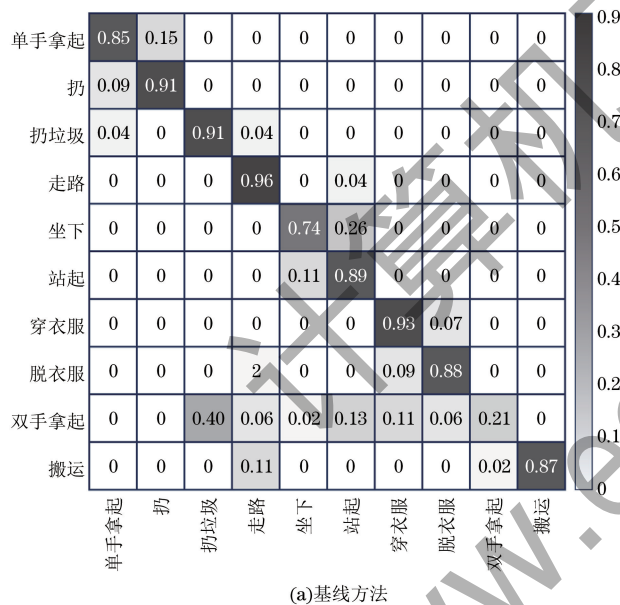 单手拿起 0.85 0.15 0 0 0 0 0 0 0 0
扔 0.09 0.91 0 0 0 0 0 0 0 0
扔垃圾 0.04 0 0.91 0.04 0 0 0 0 0 0
走路 0 0 0 0.96 0 0.04 0 0 0 0
坐下 0 0 0 0 0.74 0.26 0 0 0 0
站起 0 0 0 0 0.11 0.89 0 0 0 0
穿衣服 0 0 0 0 0 0 0.93 0.07 0 0
脱衣服 0 0 0 2 0 0 0.09 0.88 0 0
双手拿起 0 0 0.40 0.06 0.02 0.13 0.11 0.06 0.21 0
搬运 0 0 0 0.11 0 0 0 0 0.02 0.87
单手拿起 扔 扔垃圾 走路 坐下 站起 穿衣服 脱衣服 双手拿起 搬运
0.9
0.8
0.7
0.6
0.5
0.4
0.3
0.2
0.1
0
(a)基线方法
计算机
www.e